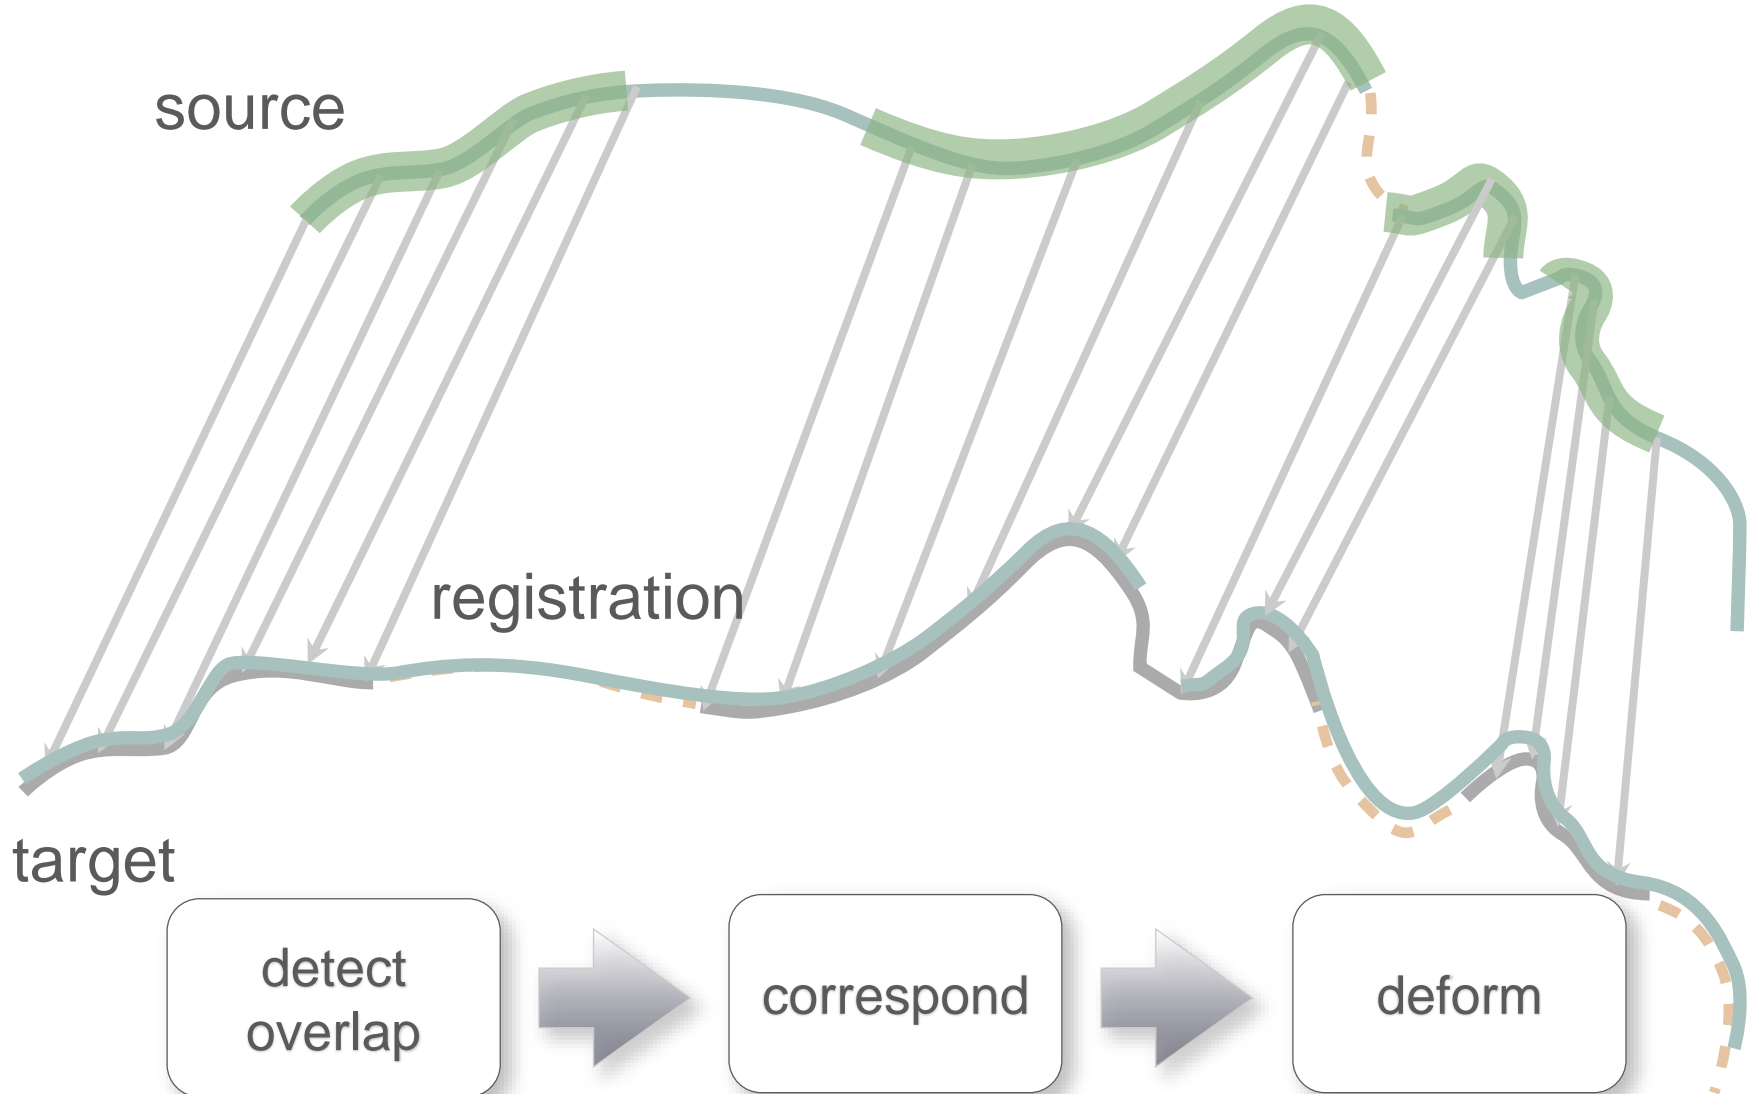 source
registration
target
detect
overlap
correspond
deform